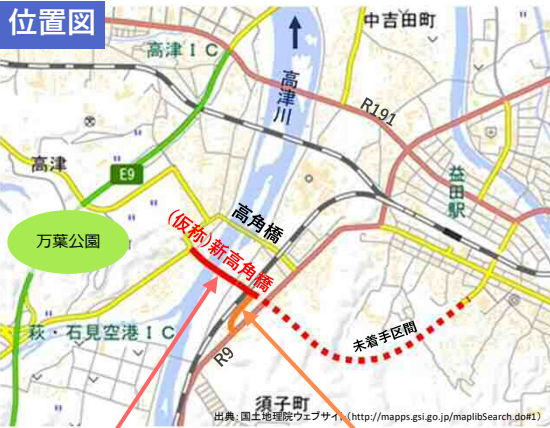 位置図
中吉田町
高津IC
高津川
R191
高津
E9
益田駅
高角橋
万葉公園
(仮称)新高角橋
萩・石見空港IC
未着手区間
R9
須子町
出典:国土地理院ウェブサイト(http://mapps.gsi.go.jp/maplibSearch.do#1)